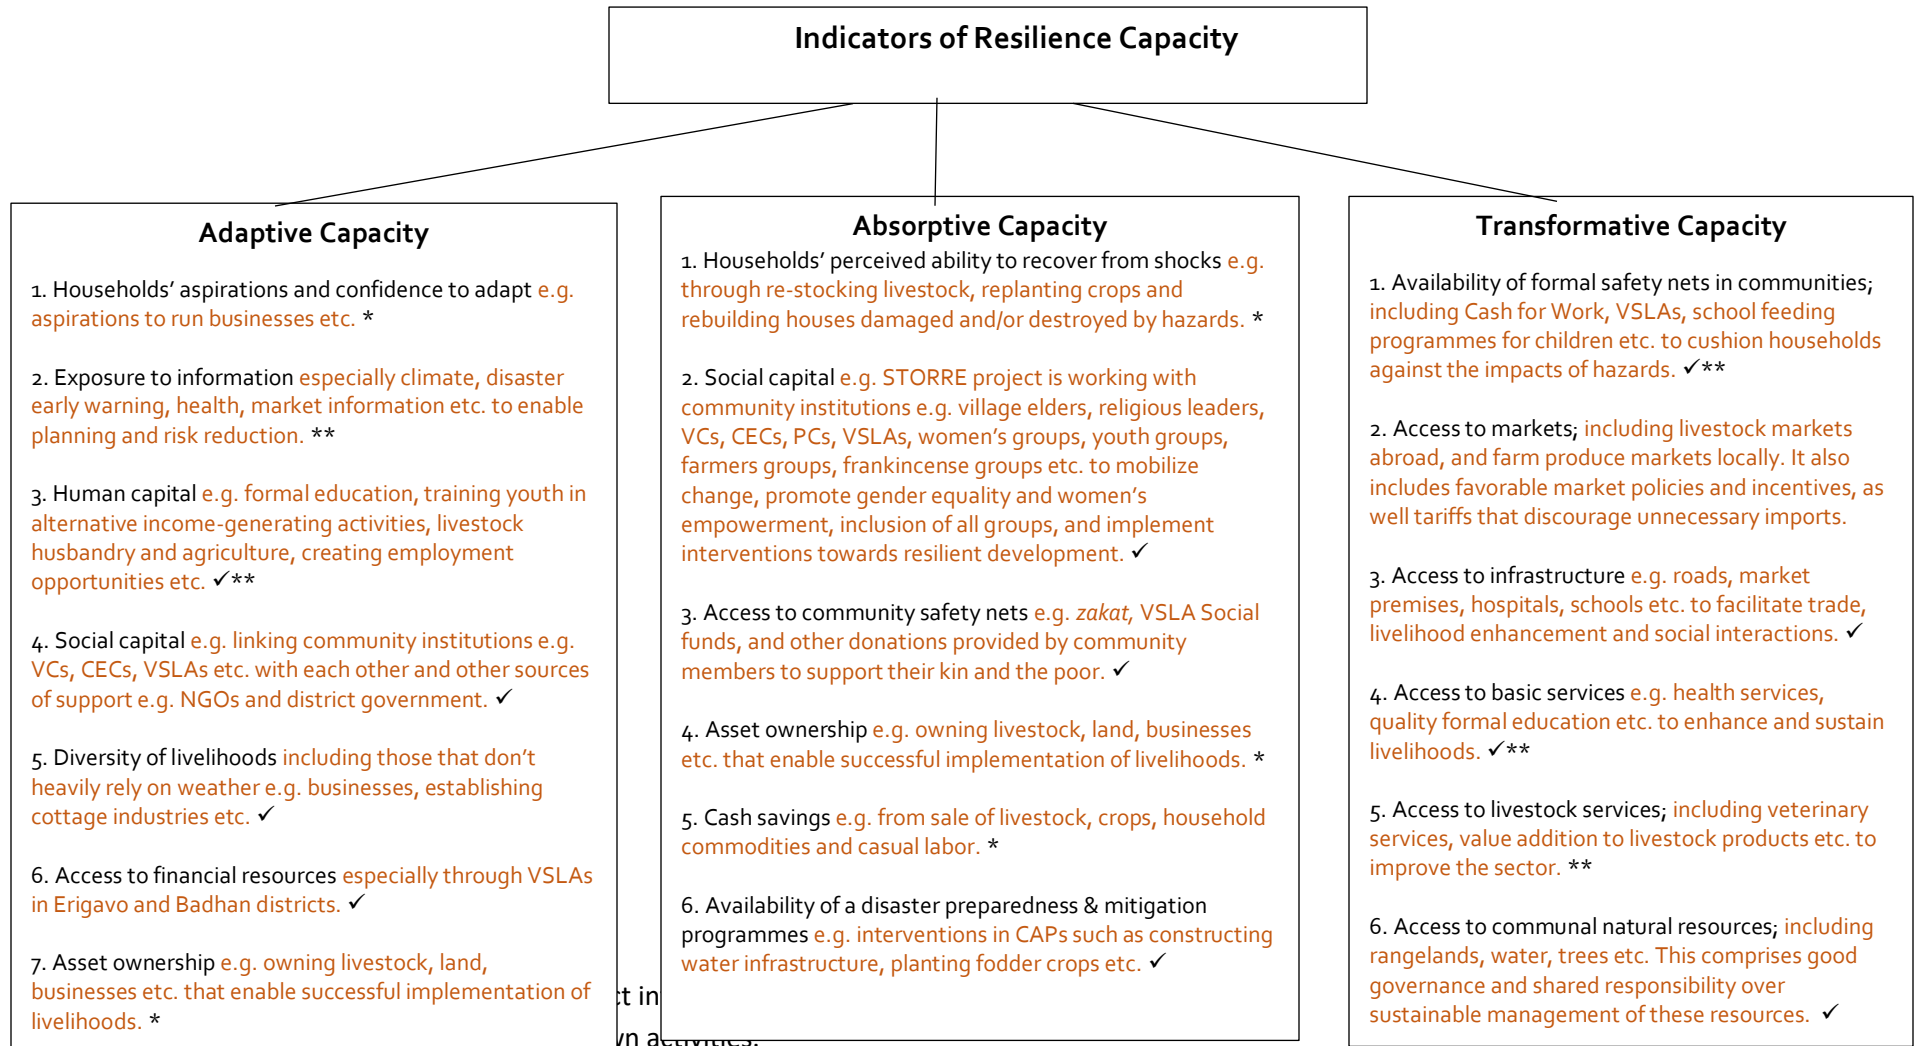 Indicators of Resilience Capacity
Adaptive Capacity
1. Households’ aspirations and confidence to adapt e.g.
aspirations to run businesses etc. *
2. Exposure to information especially climate, disaster
early warning, health, market information etc. to enable
planning and risk reduction. **
3. Human capital e.g. formal education, training youth in
alternative income-generating activities, livestock
husbandry and agriculture, creating employment
opportunities etc. ✓**
4. Social capital e.g. linking community institutions e.g.
VCs, CECs, VSLAs etc. with each other and other sources
of support e.g. NGOs and district government. ✓
5. Diversity of livelihoods including those that don’t
heavily rely on weather e.g. businesses, establishing
cottage industries etc. ✓
6. Access to financial resources especially through VSLAs
in Erigavo and Badhan districts. ✓
7. Asset ownership e.g. owning livestock, land,
businesses etc. that enable successful implementation of
livelihoods. *
Absorptive Capacity
1. Households’ perceived ability to recover from shocks e.g.
through re-stocking livestock, replanting crops and
rebuilding houses damaged and/or destroyed by hazards. *
2. Social capital e.g. STORRE project is working with
community institutions e.g. village elders, religious leaders,
VCs, CECs, PCs, VSLAs, women’s groups, youth groups,
farmers groups, frankincense groups etc. to mobilize
change, promote gender equality and women’s
empowerment, inclusion of all groups, and implement
interventions towards resilient development. ✓
3. Access to community safety nets e.g. zakat, VSLA Social
funds, and other donations provided by community
members to support their kin and the poor. ✓
4. Asset ownership e.g. owning livestock, land, businesses
etc. that enable successful implementation of livelihoods. *
5. Cash savings e.g. from sale of livestock, crops, household
commodities and casual labor. *
6. Availability of a disaster preparedness & mitigation
programmes e.g. interventions in CAPs such as constructing
water infrastructure, planting fodder crops etc. ✓
Transformative Capacity
1. Availability of formal safety nets in communities;
including Cash for Work, VSLAs, school feeding
programmes for children etc. to cushion households
against the impacts of hazards. ✓**
2. Access to markets; including livestock markets
abroad, and farm produce markets locally. It also
includes favorable market policies and incentives, as
well tariffs that discourage unnecessary imports.
3. Access to infrastructure e.g. roads, market
premises, hospitals, schools etc. to facilitate trade,
livelihood enhancement and social interactions. ✓
4. Access to basic services e.g. health services,
quality formal education etc. to enhance and sustain
livelihoods. ✓**
5. Access to livestock services; including veterinary
services, value addition to livestock products etc. to
improve the sector. **
6. Access to communal natural resources; including
rangelands, water, trees etc. This comprises good
governance and shared responsibility over
sustainable management of these resources. ✓